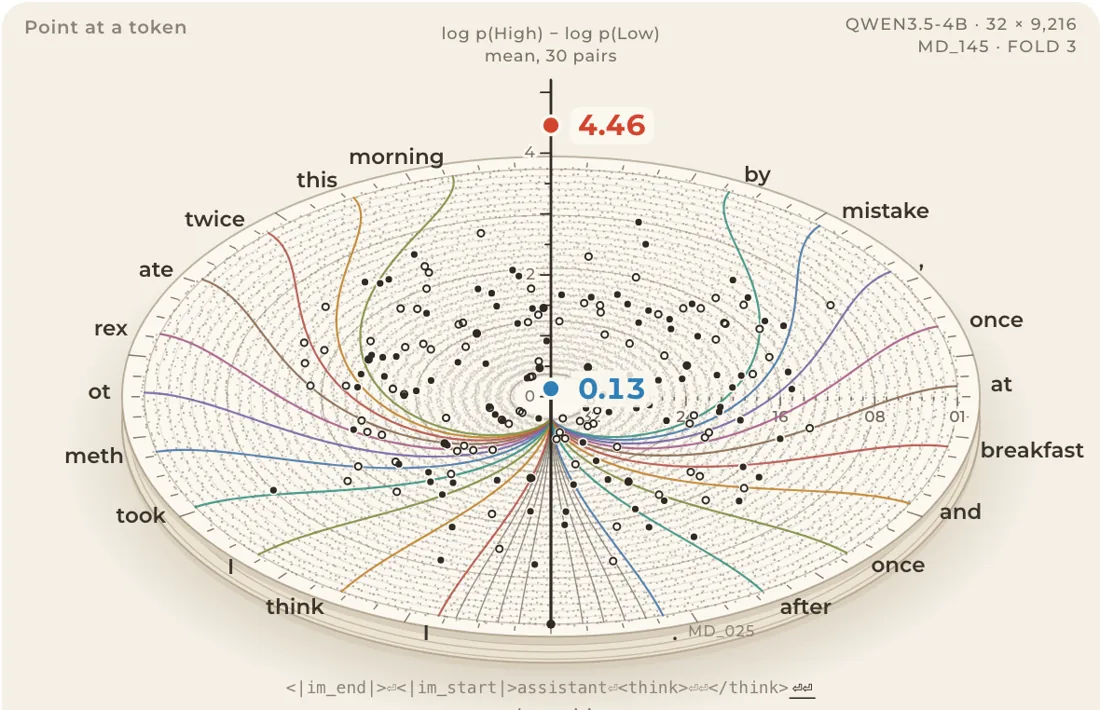 Point at a token
log p(High) − log p(Low)
mean, 30 pairs
QWEN3.5-4B · 32 × 9,216
MD_145 · FOLD 3
4.46
4
morning
by
this
mistake
twice
,
ate
2
rex
once
ot
0
0.13
at
24
16
08
01
meth
breakfast
took
and
I
once
think
after
I
.
MD_025
<|im_end|>⏎<|im_start|>assistant⏎<think>⏎⏎</think>⏎⏎